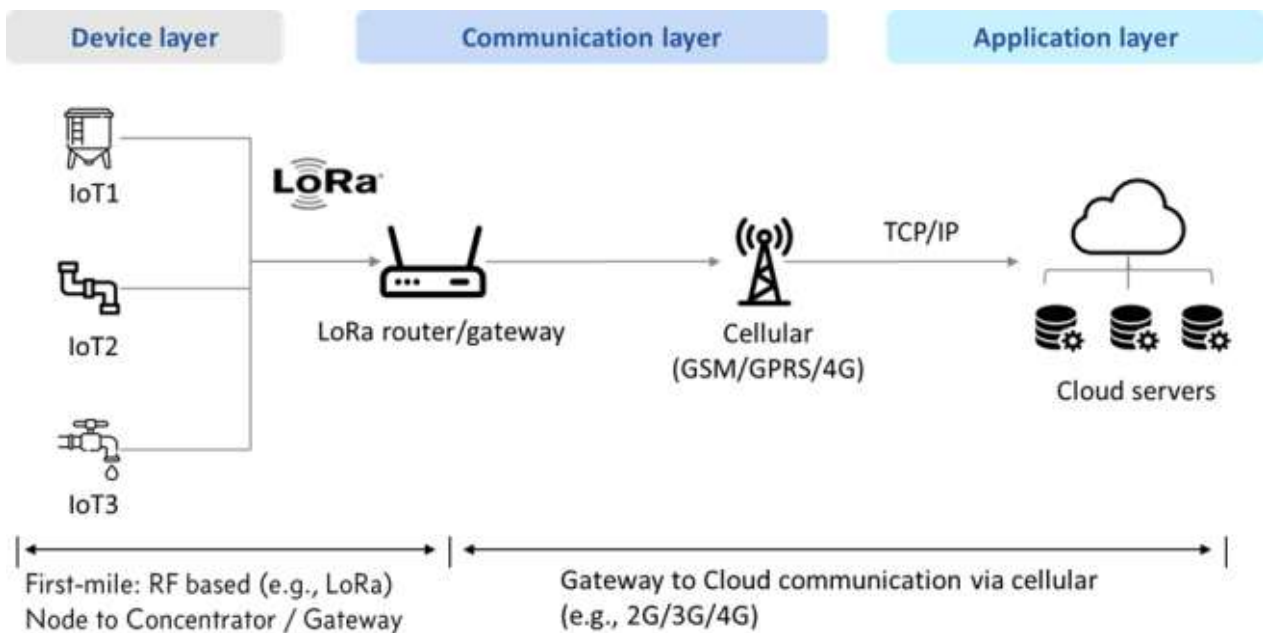 Device layer
Communication layer
Application layer
IoT1
LoRa
IoT2
LoRa router/gateway
TCP/IP
Cellular
(GSM/GPRS/4G)
Cloud servers
IoT3
First-mile: RF based (e.g., LoRa)
Node to Concentrator / Gateway
Gateway to Cloud communication via cellular
(e.g., 2G/3G/4G)